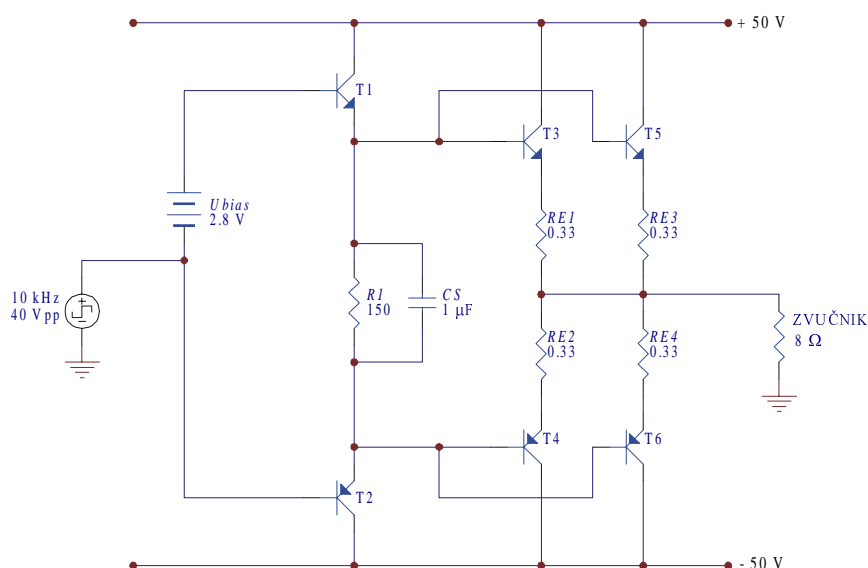 + 50 V
T1
T3
T5
Ubias
2.8 V
RE1
0.33
RE3
0.33
10 kHz
40 Vpp
R1
150
CS
1 µF
RE2
0.33
RE4
0.33
ZVUČNIK
8 Ω
T4
T6
T2
- 50 V